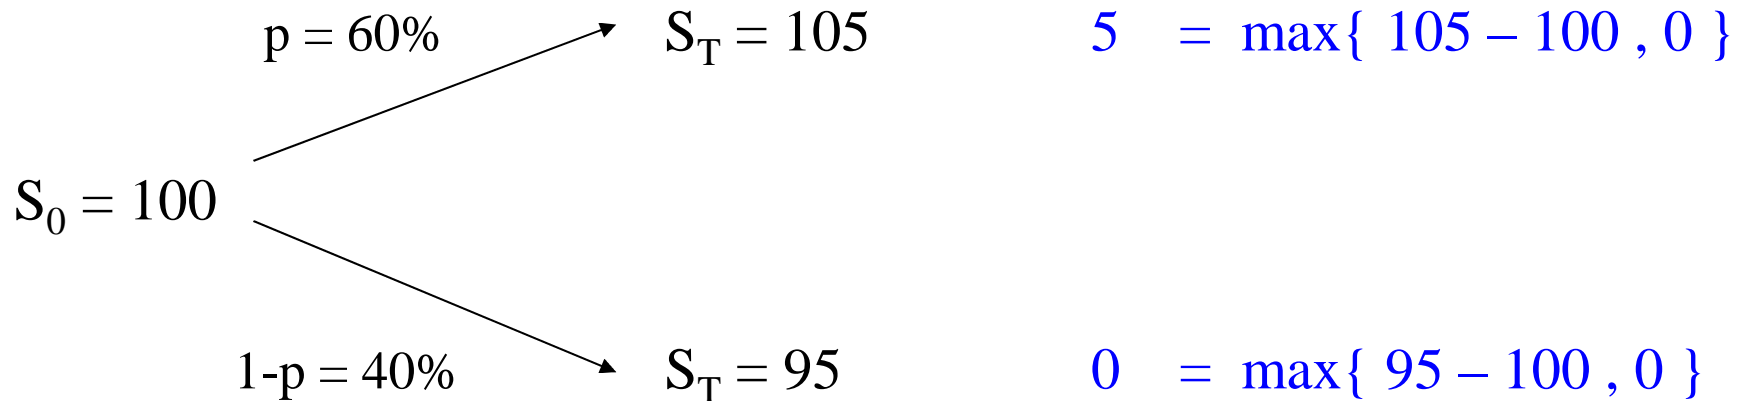 p = 60% S_T = 105 5 = max{ 105 – 100 , 0 }
S_0 = 100
1-p = 40% S_T = 95 0 = max{ 95 – 100 , 0 }